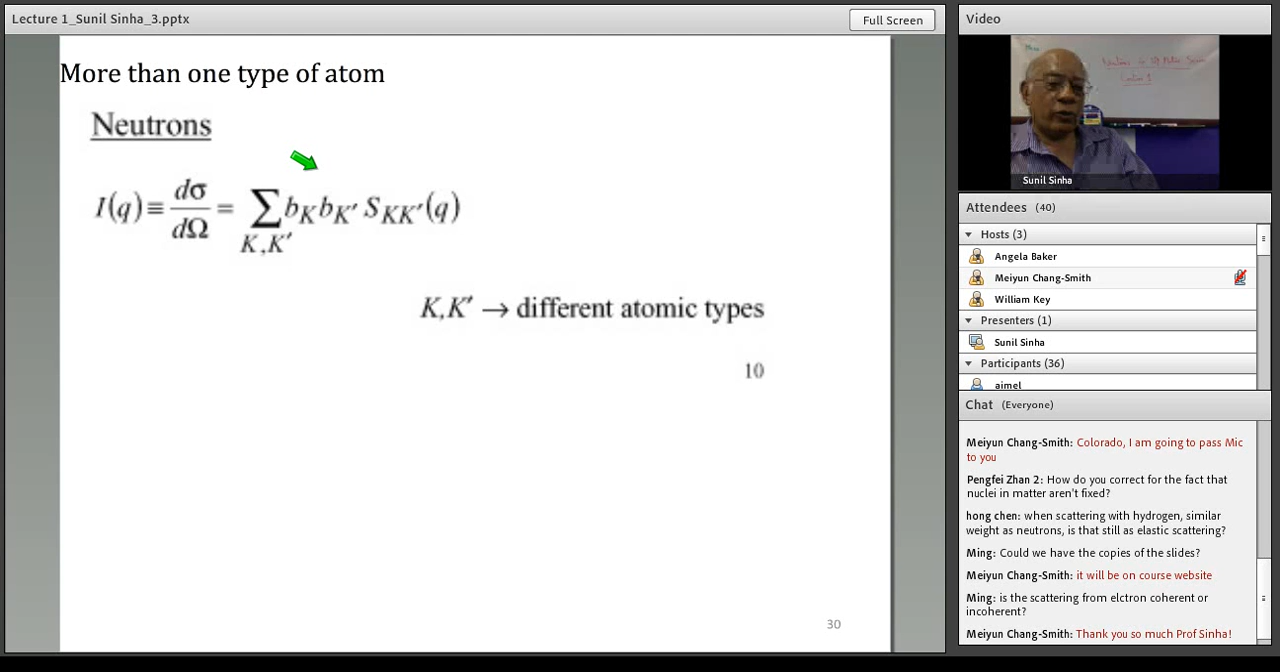 Lecture 1_Sunil Sinha_3.pptx
Full Screen
More than one type of atom
Neutrons
I(q) ≡ dσ/dΩ = ∑ b_K b_K′ S_KK′(q)
K,K′
K,K′ → different atomic types
10
30
Video
Lecture 1
Sunil Sinha
Attendees (40)
Hosts (3)
Angela Baker
Meiyun Chang-Smith
William Key
Presenters (1)
Sunil Sinha
Participants (36)
aimel
Chat (Everyone)
Meiyun Chang-Smith: Colorado, I am going to pass Mic
to you
Pengfei Zhan 2: How do you correct for the fact that
nuclei in matter aren't fixed?
hong chen: when scattering with hydrogen, similar
weight as neutrons, is that still as elastic scattering?
Ming: Could we have the copies of the slides?
Meiyun Chang-Smith: it will be on course website
Ming: is the scattering from elctron coherent or
incoherent?
Meiyun Chang-Smith: Thank you so much Prof Sinha!